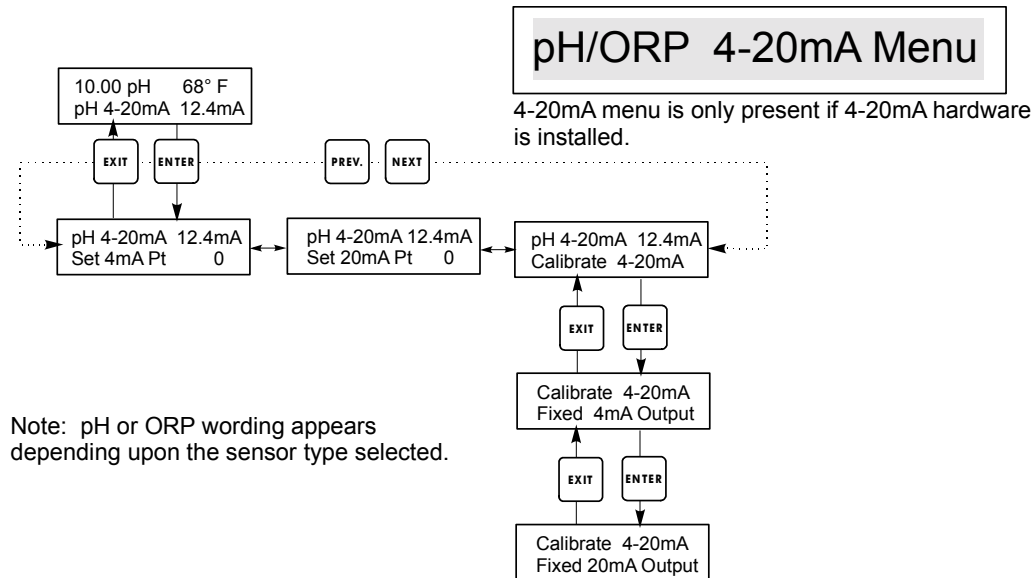 pH/ORP 4-20mA Menu
4-20mA menu is only present if 4-20mA hardware
is installed.
10.00 pH 68° F
pH 4-20mA 12.4mA
EXIT
ENTER
PREV.
NEXT
pH 4-20mA 12.4mA
Set 4mA Pt 0
pH 4-20mA 12.4mA
Set 20mA Pt 0
pH 4-20mA 12.4mA
Calibrate 4-20mA
EXIT
ENTER
Calibrate 4-20mA
Fixed 4mA Output
Note: pH or ORP wording appears
depending upon the sensor type selected.
EXIT
ENTER
Calibrate 4-20mA
Fixed 20mA Output